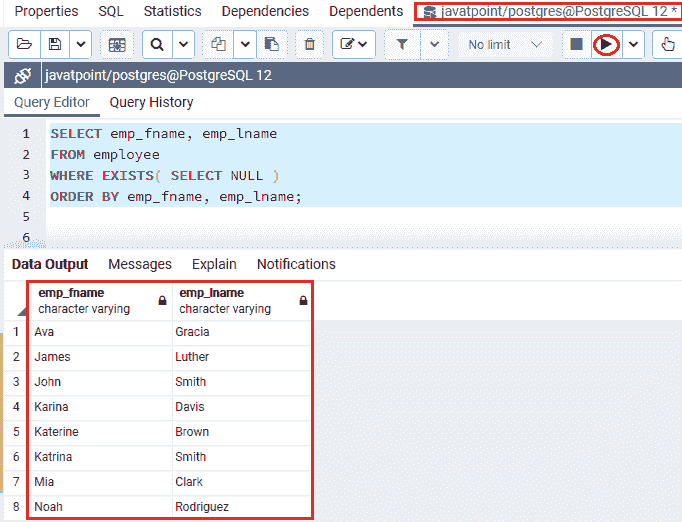 Properties SQL Statistics Dependencies Dependents javatpoint/postgres@PostgreSQL 12 *
No limit
javatpoint/postgres@PostgreSQL 12
Query Editor Query History
1 SELECT emp_fname, emp_lname
2 FROM employee
3 WHERE EXISTS( SELECT NULL )
4 ORDER BY emp_fname, emp_lname;
5
6
Data Output Messages Explain Notifications
emp_fname emp_lname
character varying character varying
1 Ava Gracia
2 James Luther
3 John Smith
4 Karina Davis
5 Katerine Brown
6 Katrina Smith
7 Mia Clark
8 Noah Rodriguez